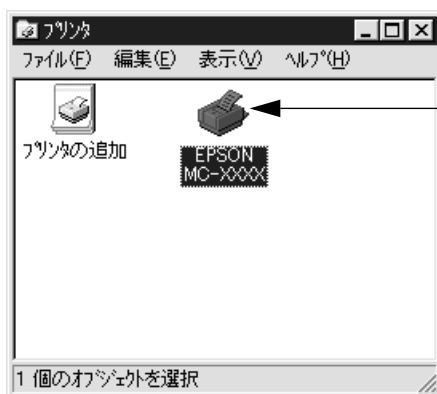 プリンタ
ファイル(F) 編集(E) 表示(V) ヘルプ(H)
プリンタの追加
EPSON
MC-XXXX
1 個のオブジェクトを選択